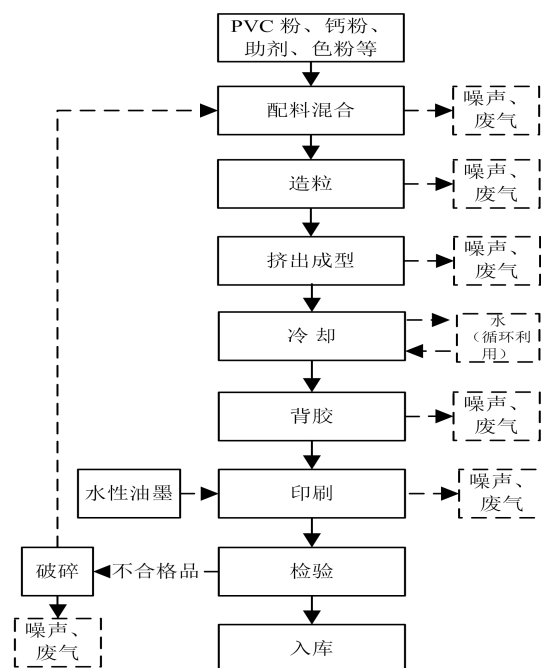 PVC 粉、钙粉、
助剂、色粉等
配料混合
噪声、
废气
造粒
噪声、
废气
挤出成型
噪声、
废气
冷 却
水
（循环利
用）
背胶
噪声、
废气
水性油墨
印刷
噪声、
废气
破碎
不合格品
检验
噪声、
废气
入库